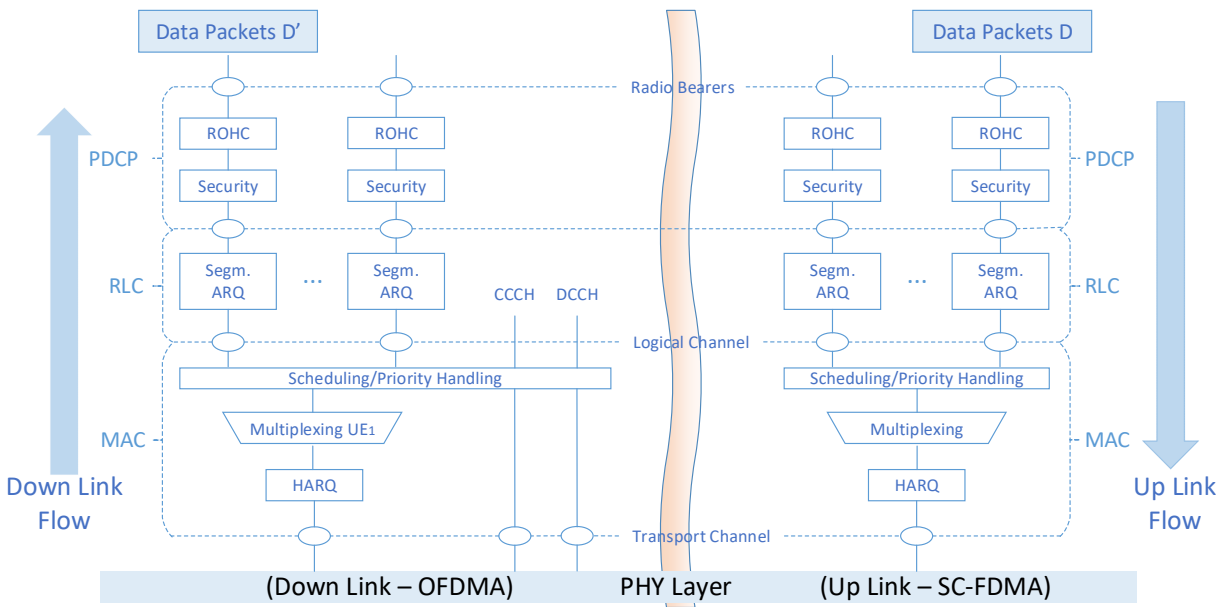 Data Packets D’
Data Packets D
Radio Bearers
ROHC
ROHC
ROHC
ROHC
PDCP
PDCP
Security
Security
Security
Security
Segm.
ARQ
...
Segm.
ARQ
Segm.
ARQ
...
Segm.
ARQ
RLC
RLC
CCCH
DCCH
Logical Channel
Scheduling/Priority Handling
Scheduling/Priority Handling
Multiplexing UE1
Multiplexing
MAC
MAC
HARQ
HARQ
Down Link
Flow
Up Link
Flow
Transport Channel
(Down Link – OFDMA)
PHY Layer
(Up Link – SC-FDMA)